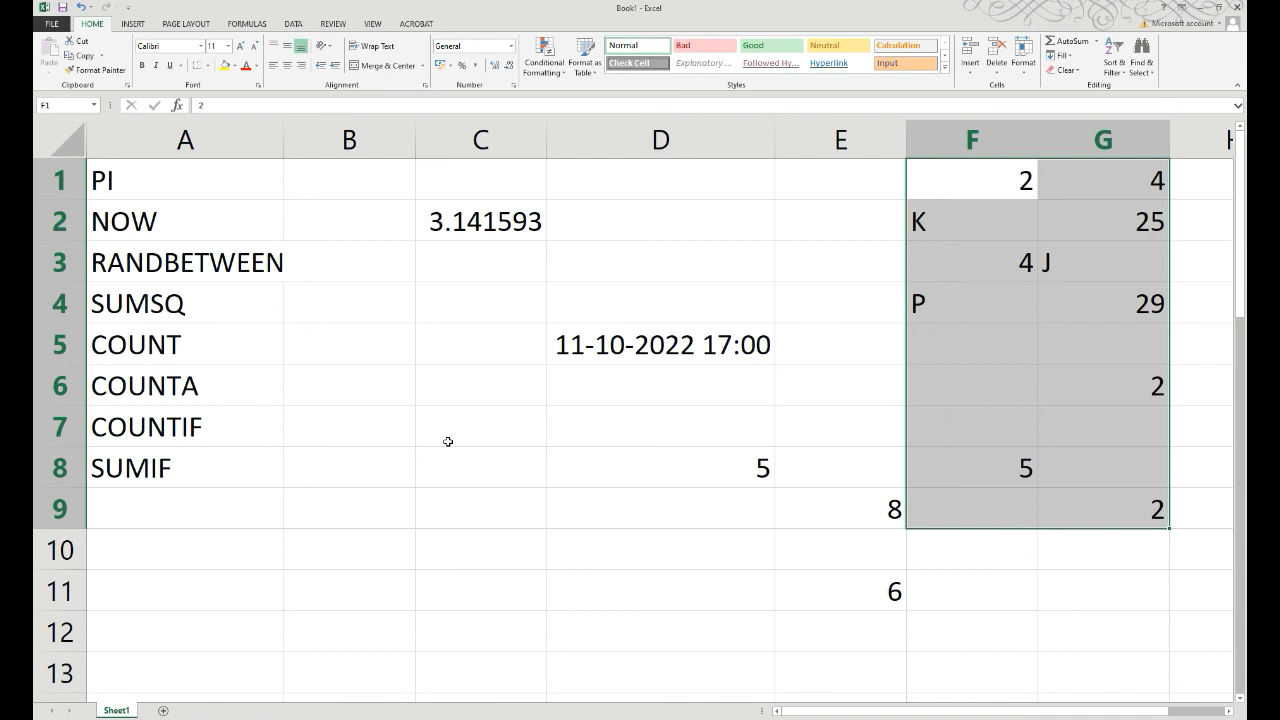 Book1 - Excel
FILE HOME INSERT PAGE LAYOUT FORMULAS DATA REVIEW VIEW ACROBAT Microsoft account
Cut Calibri 11 Wrap Text General Normal Bad Good Neutral Calculation AutoSum
Copy Fill
Paste Format Painter Merge & Center Conditional Formatting Format as Table Check Cell Explanatory ... Followed Hy... Hyperlink Input Insert Delete Format Clear Sort & Filter Find & Select
Clipboard Font Alignment Number Styles Cells Editing
F1 fx 2
A B C D E F G
1 PI 2 4
2 NOW 3.141593 K 25
3 RANDBETWEEN 4 J
4 SUMSQ P 29
5 COUNT 11-10-2022 17:00
6 COUNTA 2
7 COUNTIF
8 SUMIF 5 5
9 8 2
10
11 6
12
13
Sheet1